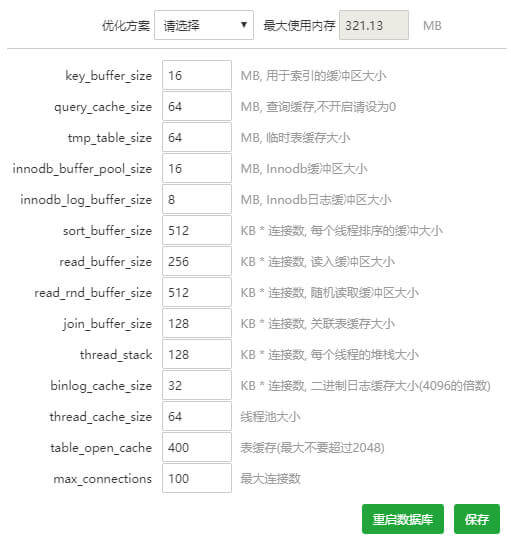 优化方案 请选择 最大使用内存 321.13 MB
key_buffer_size 16 MB, 用于索引的缓冲区大小
query_cache_size 64 MB, 查询缓存,不开启请设为0
tmp_table_size 64 MB, 临时表缓存大小
innodb_buffer_pool_size 16 MB, Innodb缓冲区大小
innodb_log_buffer_size 8 MB, Innodb日志缓冲区大小
sort_buffer_size 512 KB * 连接数, 每个线程排序的缓冲大小
read_buffer_size 256 KB * 连接数, 读入缓冲区大小
read_rnd_buffer_size 512 KB * 连接数, 随机读取缓冲区大小
join_buffer_size 128 KB * 连接数, 关联表缓存大小
thread_stack 128 KB * 连接数, 每个线程的堆栈大小
binlog_cache_size 32 KB * 连接数, 二进制日志缓存大小(4096的倍数)
thread_cache_size 64 线程池大小
table_open_cache 400 表缓存(最大不要超过2048)
max_connections 100 最大连接数
重启数据库 保存